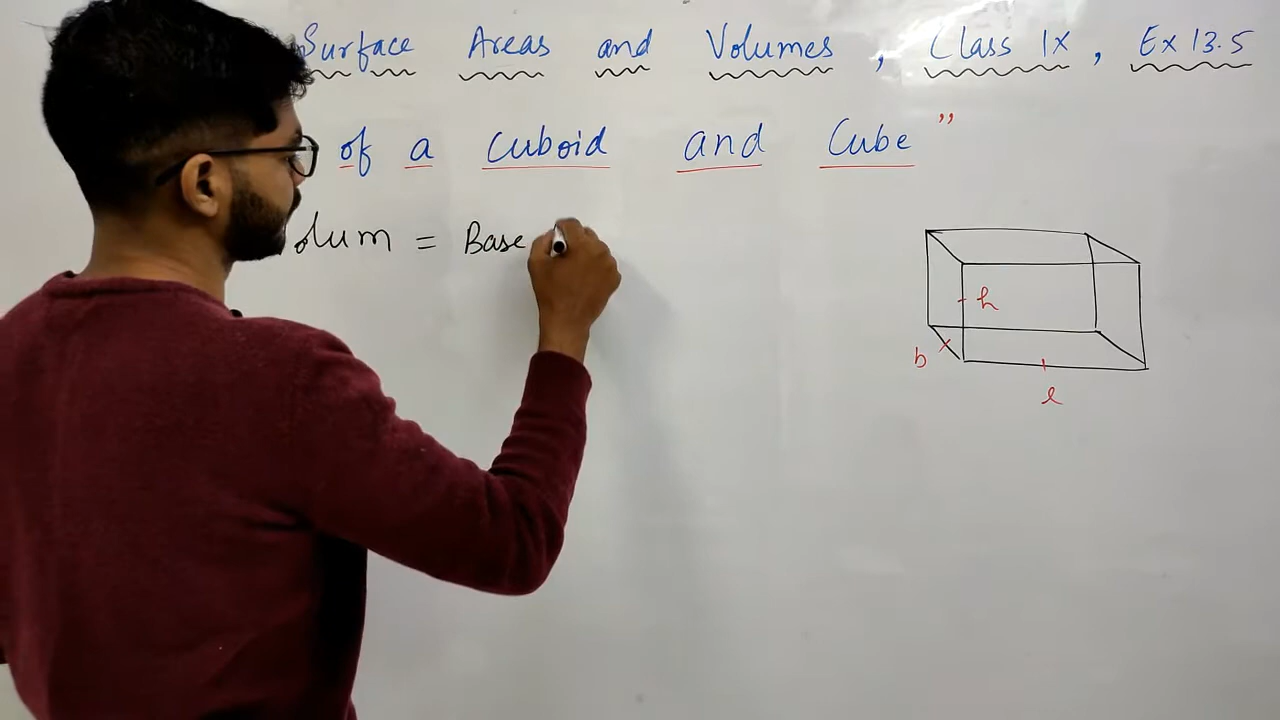 Surface Areas and Volumes , Class IX , Ex 13.5
of a cuboid and Cube "
olum = Base
h
b
l